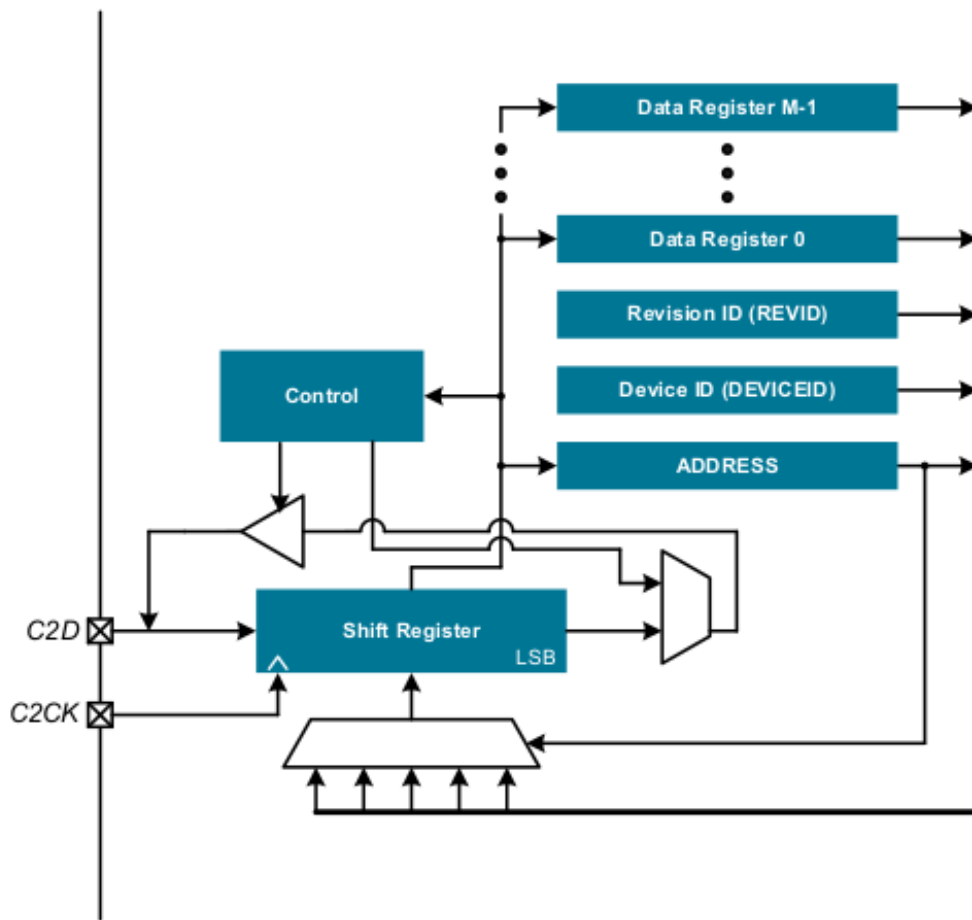 Data Register M-1
Data Register 0
Revision ID (REVID)
Device ID (DEVICEID)
Control
ADDRESS
C2D
Shift Register
LSB
C2CK